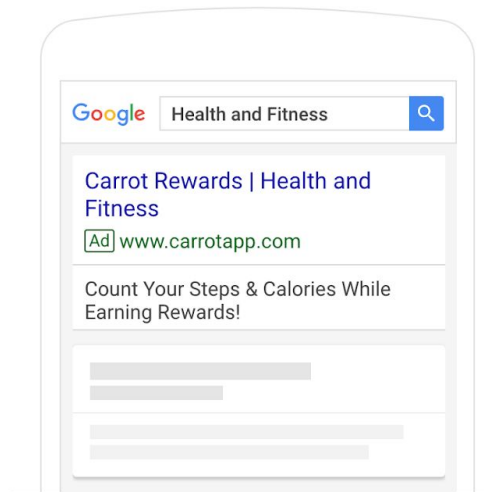 Google Health and Fitness
Carrot Rewards | Health and
Fitness
Ad www.carrotapp.com
Count Your Steps & Calories While
Earning Rewards!